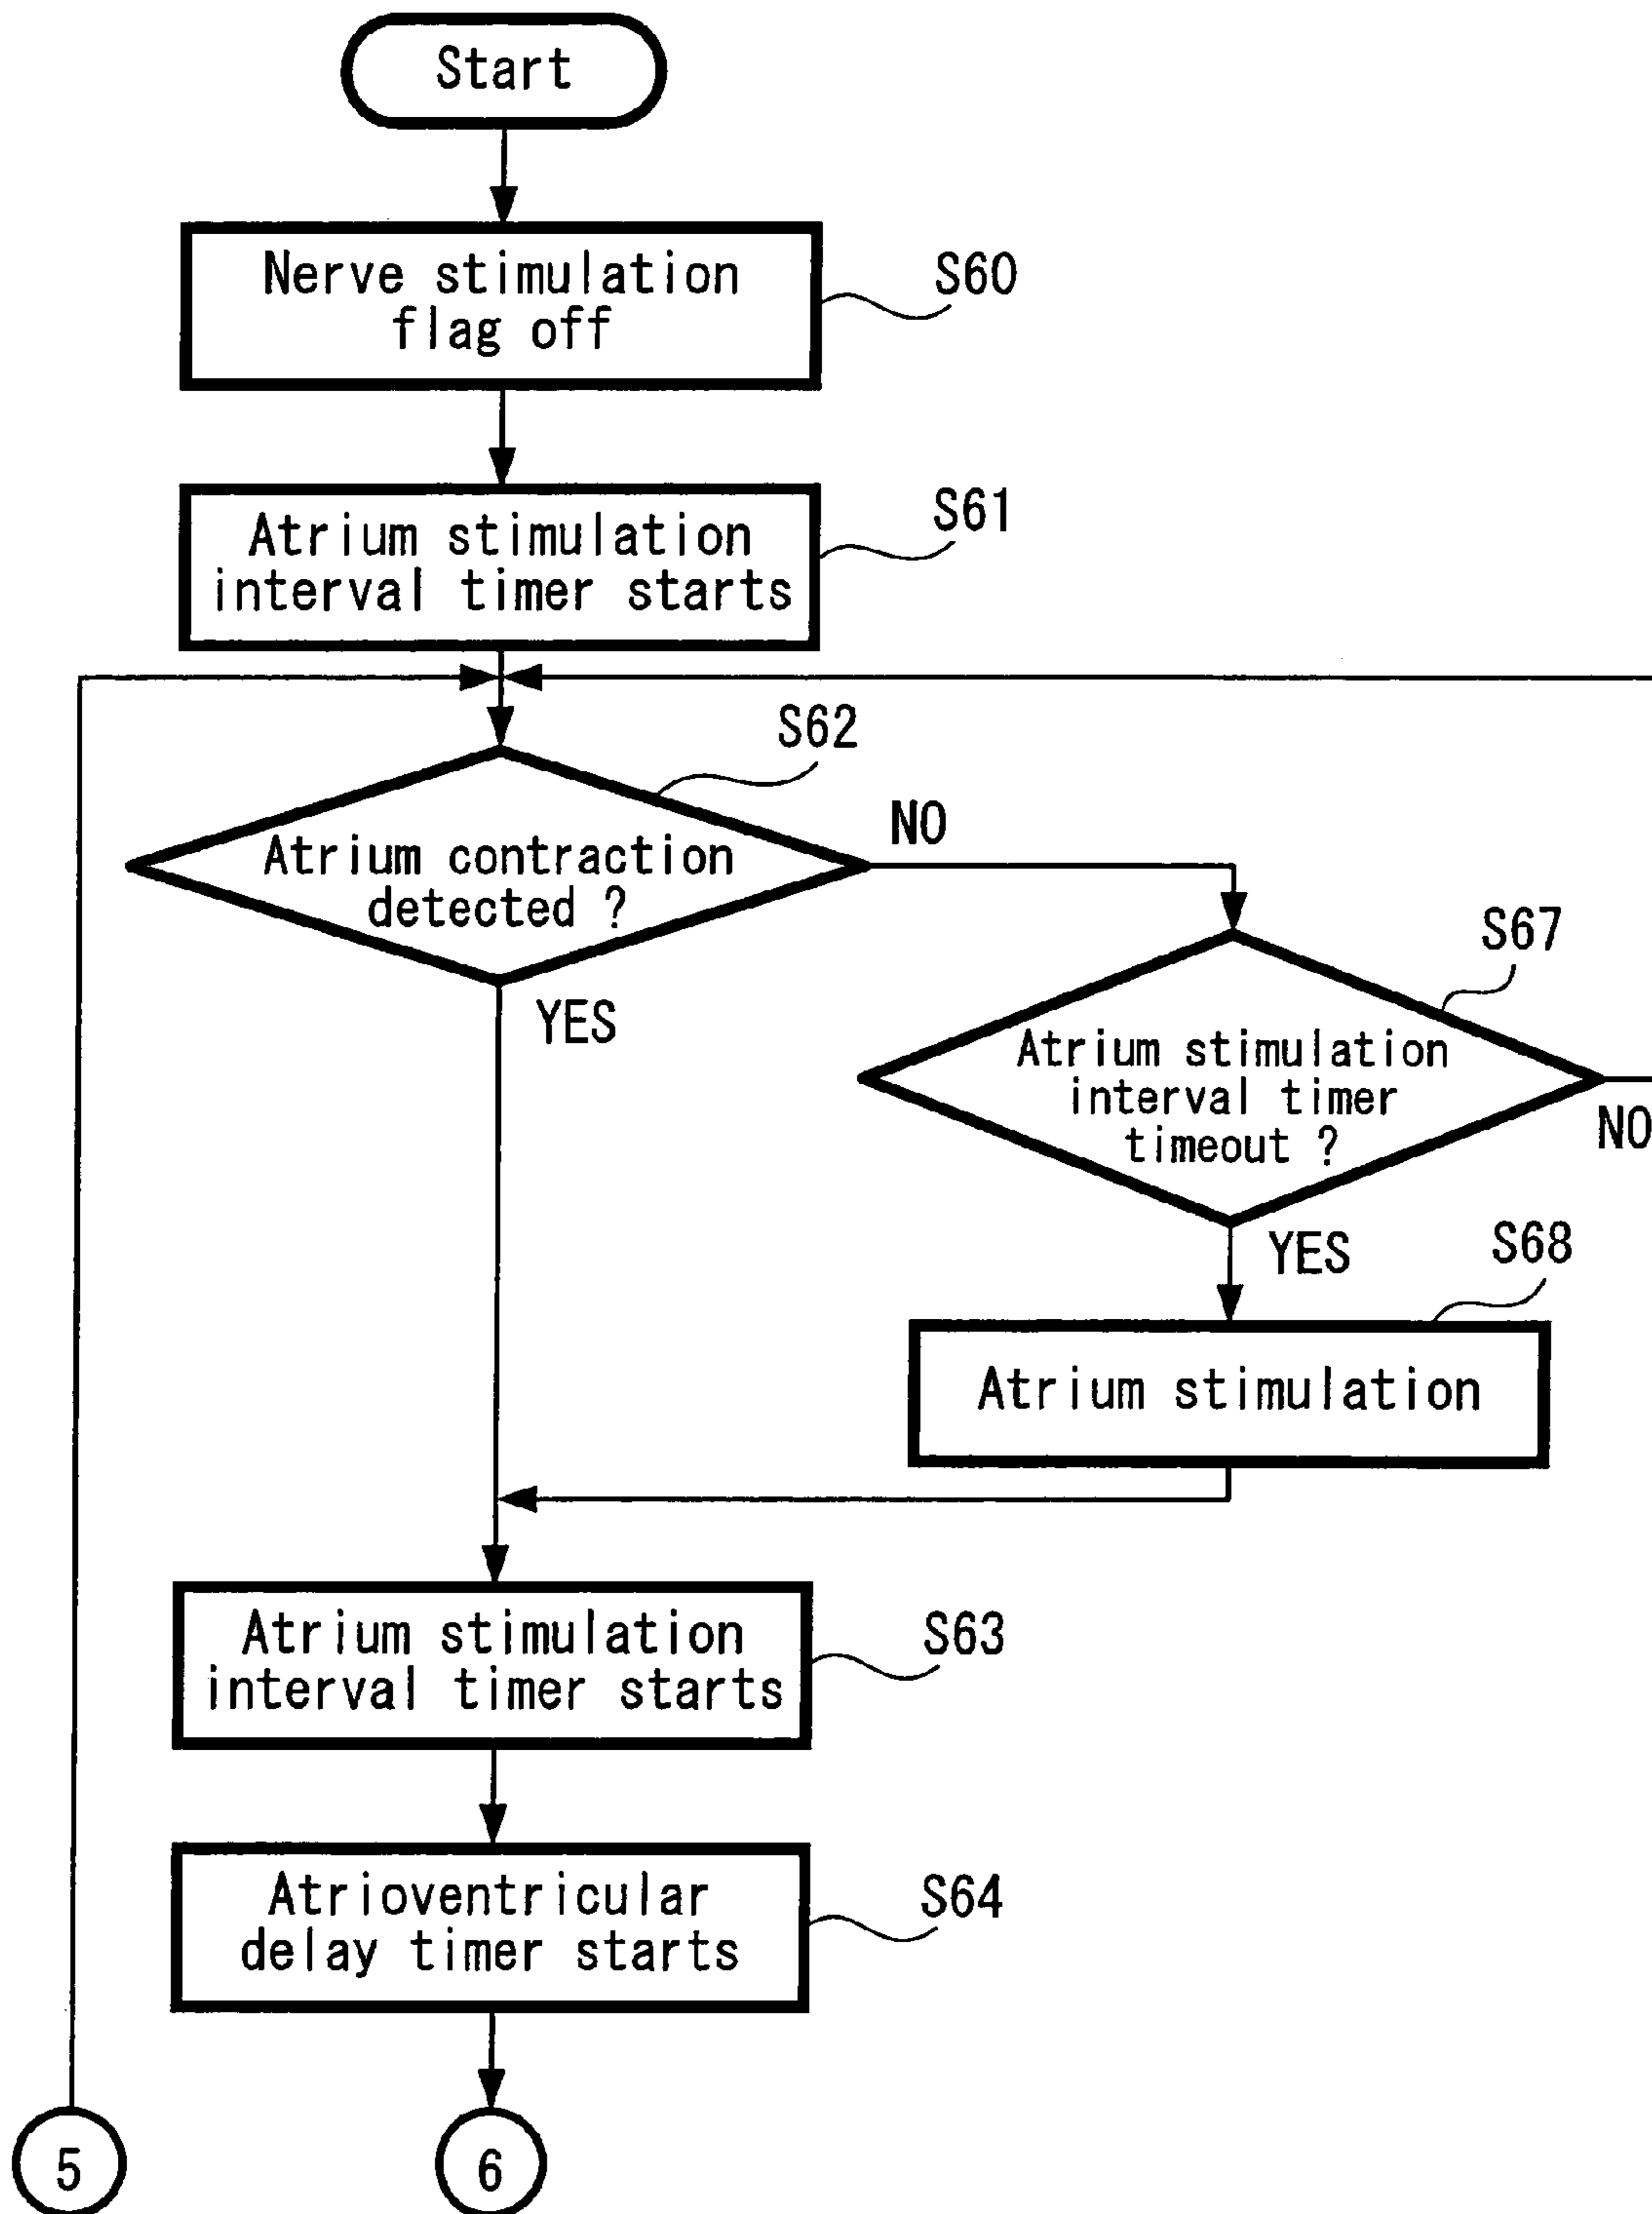 Start
Nerve stimulation
flag off
S60
Atrium stimulation
interval timer starts
S61
S62
Atrium contraction
detected ?
NO
YES
S67
Atrium stimulation
interval timer
timeout ?
NO
YES
S68
Atrium stimulation
Atrium stimulation
interval timer starts
S63
Atrioventricular
delay timer starts
S64
5
6